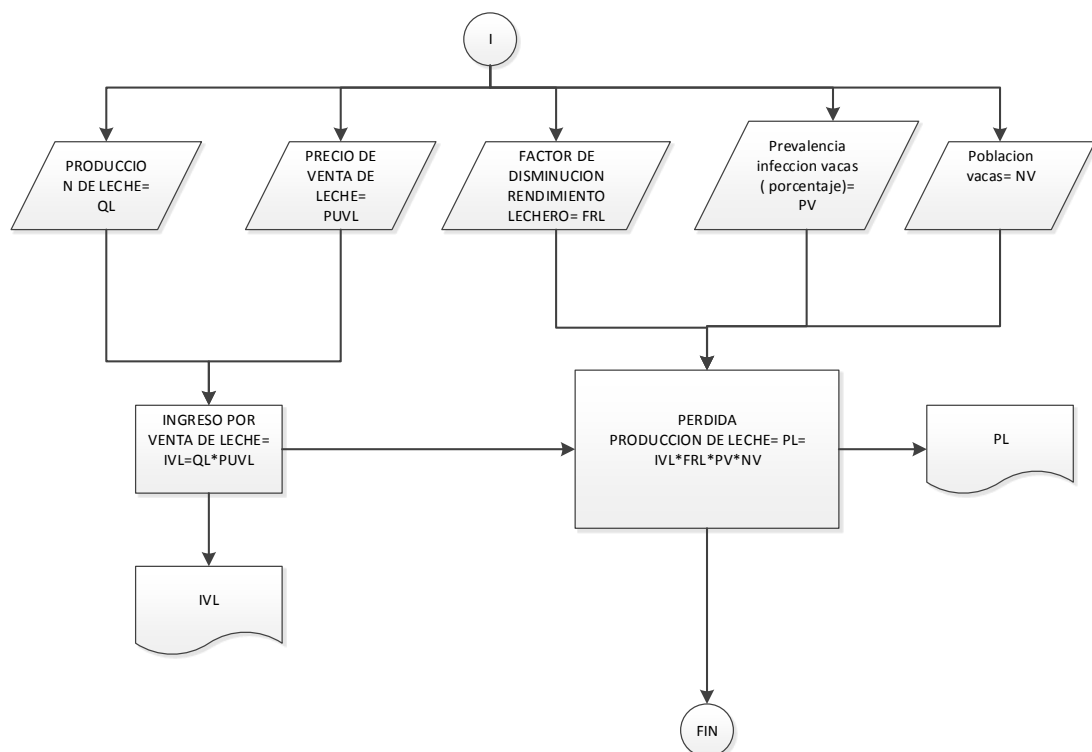 I
PRODUCCIO
N DE LECHE=
QL
PRECIO DE
VENTA DE
LECHE=
PUVL
FACTOR DE
DISMINUCION
RENDIMIENTO
LECHERO= FRL
Prevalencia
infeccion vacas
( porcentaje)=
PV
Poblacion
vacas= NV
INGRESO POR
VENTA DE LECHE=
IVL=QL*PUVL
PERDIDA
PRODUCCION DE LECHE= PL=
IVL*FRL*PV*NV
PL
IVL
FIN